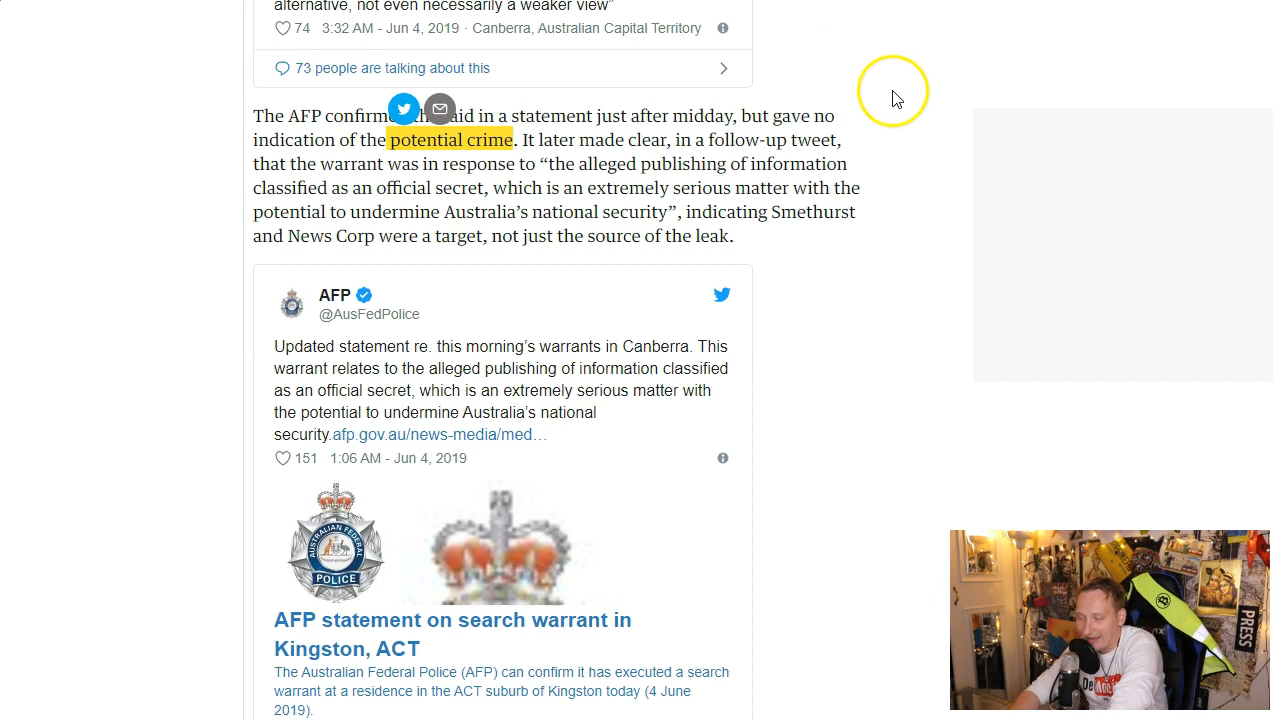 alternative, not even necessarily a weaker view"
74 3:32 AM - Jun 4, 2019 · Canberra, Australian Capital Territory
73 people are talking about this
The AFP confirmed the raid in a statement just after midday, but gave no
indication of the potential crime. It later made clear, in a follow-up tweet,
that the warrant was in response to “the alleged publishing of information
classified as an official secret, which is an extremely serious matter with the
potential to undermine Australia’s national security”, indicating Smethurst
and News Corp were a target, not just the source of the leak.
AFP
@AusFedPolice
Updated statement re. this morning’s warrants in Canberra. This
warrant relates to the alleged publishing of information classified
as an official secret, which is an extremely serious matter with
the potential to undermine Australia’s national
security.afp.gov.au/news-media/med…
151 1:06 AM - Jun 4, 2019
AUSTRALIAN FEDERAL
POLICE
AFP statement on search warrant in
Kingston, ACT
The Australian Federal Police (AFP) can confirm it has executed a search
warrant at a residence in the ACT suburb of Kingston today (4 June
2019).
PRESS